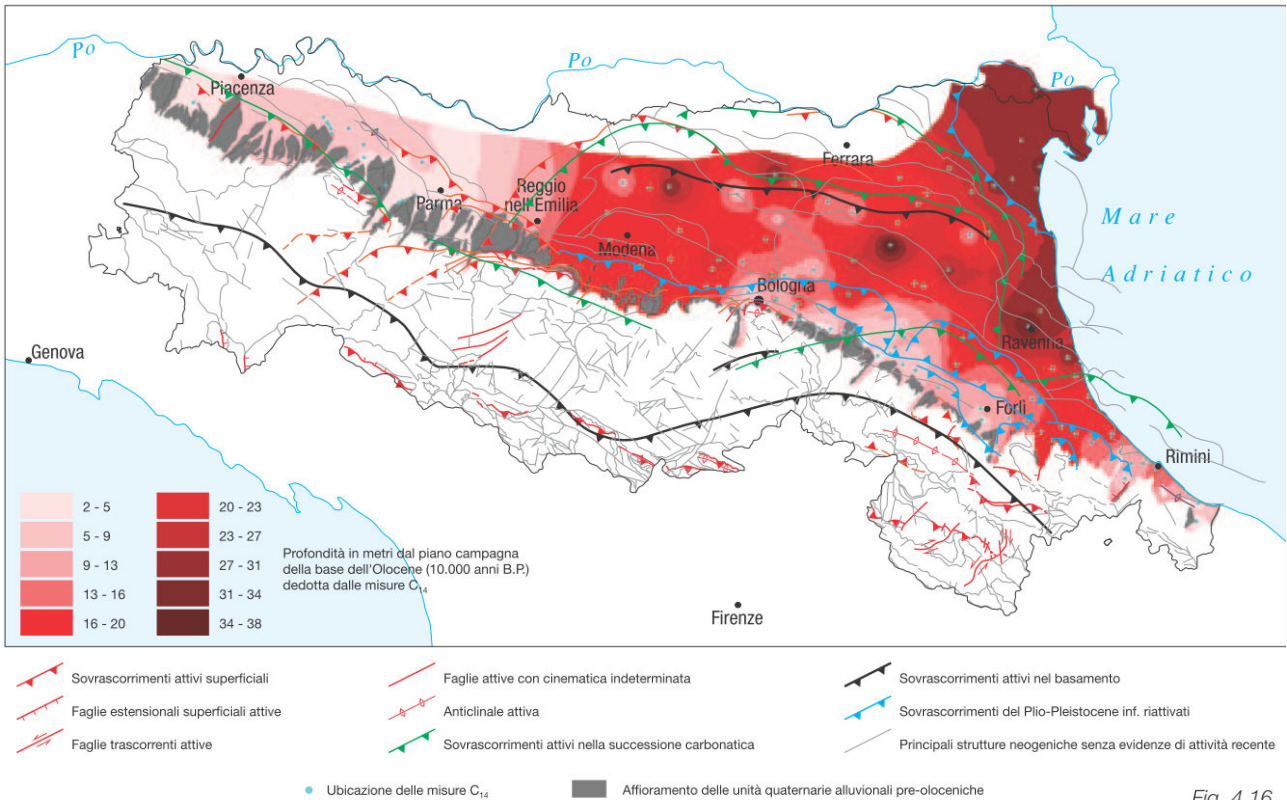 Po
Po
Po
Piacenza
Ferrara
Parma
Reggio
nell'Emilia
Modena
Mare
Adriatico
Bologna
Ravenna
Genova
Forlì
Rimini
Firenze
2 - 5
5 - 9
9 - 13
13 - 16
16 - 20
20 - 23
23 - 27
27 - 31
31 - 34
34 - 38
Profondità in metri dal piano campagna
della base dell'Olocene (10.000 anni B.P.)
dedotta dalle misure C14
Sovrascorrimenti attivi superficiali
Faglie estensionali superficiali attive
Faglie trascorrenti attive
Faglie attive con cinematica indeterminata
Anticlinale attiva
Sovrascorrimenti attivi nella successione carbonatica
Sovrascorrimenti attivi nel basamento
Sovrascorrimenti del Plio-Pleistocene inf. riattivati
Principali strutture neogeniche senza evidenze di attività recente
Ubicazione delle misure C14
Affioramento delle unità quaternarie alluvionali pre-oloceniche
Fig. 4.16